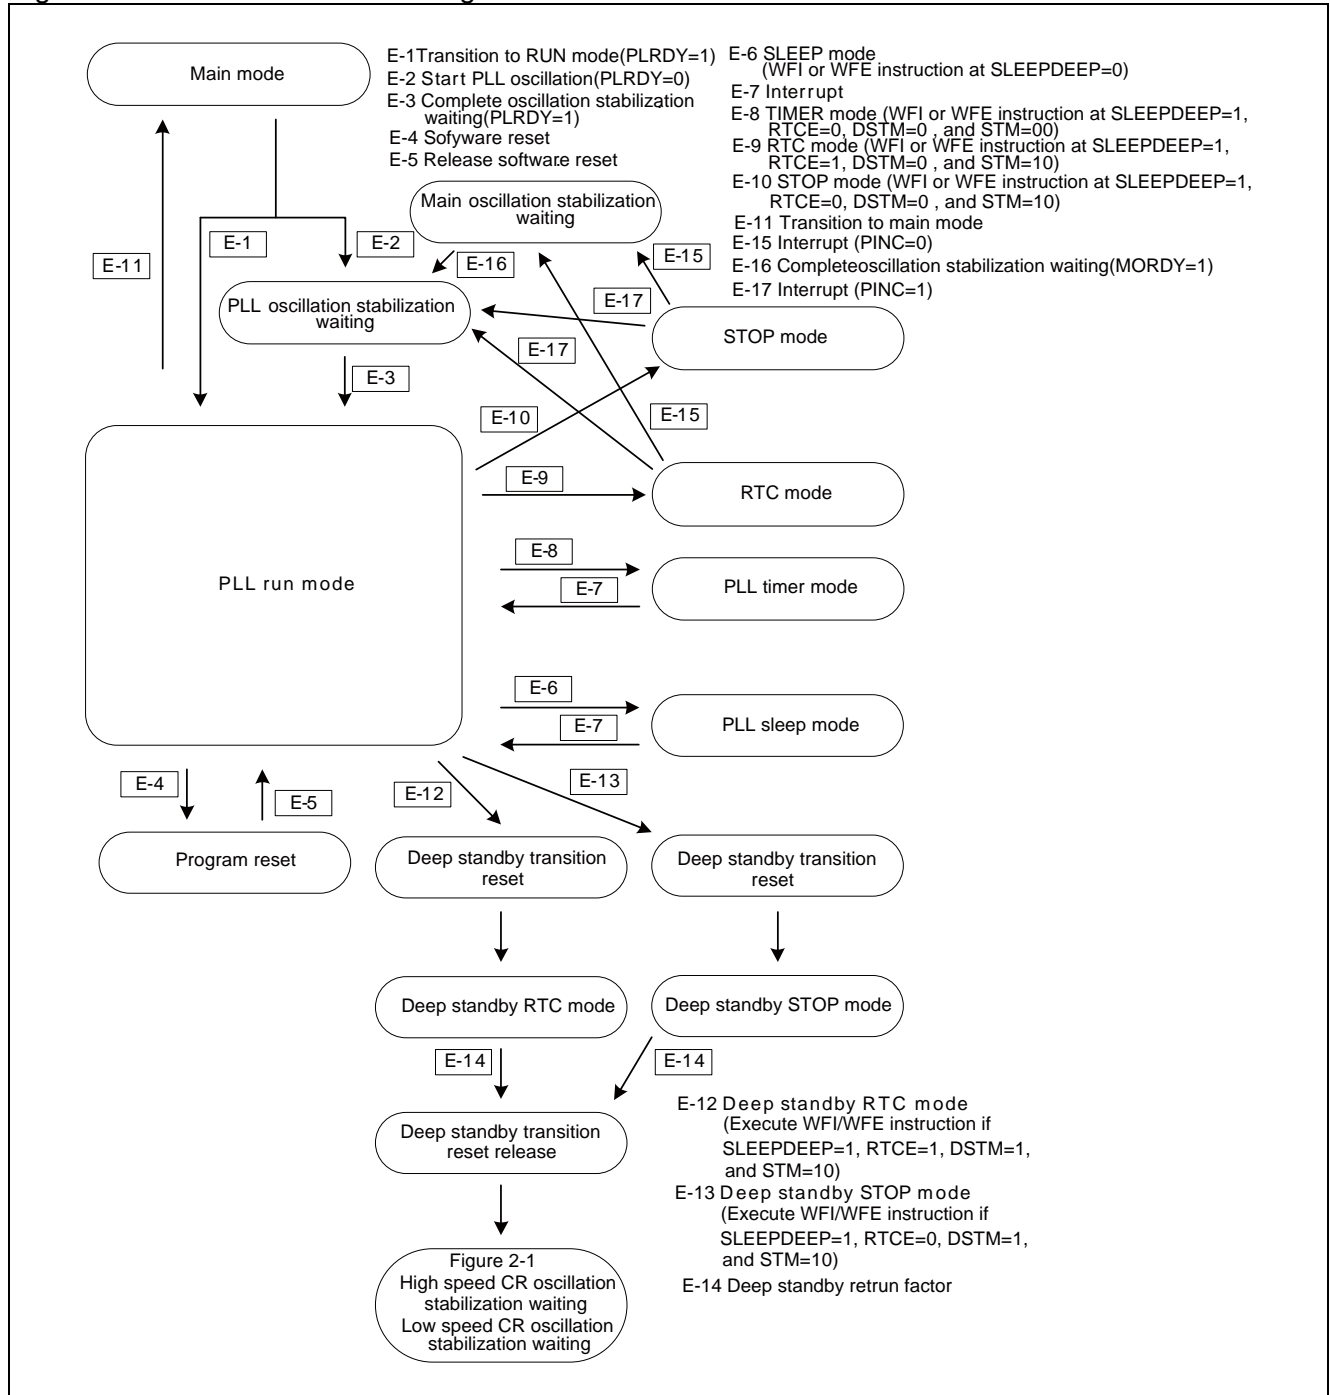 Main mode
E-1Transition to RUN mode(PLRDY=1)
E-2 Start PLL oscillation(PLRDY=0)
E-3 Complete oscillation stabilization
waiting(PLRDY=1)
E-4 Sofyware reset
E-5 Release software reset
E-6 SLEEP mode
(WFI or WFE instruction at SLEEPDEEP=0)
E-7 Interrupt
E-8 TIMER mode (WFI or WFE instruction at SLEEPDEEP=1,
RTCE=0, DSTM=0 , and STM=00)
E-9 RTC mode (WFI or WFE instruction at SLEEPDEEP=1,
RTCE=1, DSTM=0 , and STM=10)
E-10 STOP mode (WFI or WFE instruction at SLEEPDEEP=1,
RTCE=0, DSTM=0 , and STM=10)
E-11 Transition to main mode
E-15 Interrupt (PINC=0)
E-16 Completeoscillation stabilization waiting(MORDY=1)
E-17 Interrupt (PINC=1)
Main oscillation stabilization
waiting
E-11
E-1
E-2
E-16
E-15
PLL oscillation stabilization
waiting
E-17
STOP mode
E-17
E-3
E-10
E-15
E-9
RTC mode
PLL run mode
E-8
E-7
PLL timer mode
E-6
E-7
PLL sleep mode
E-4
E-5
E-12
E-13
Program reset
Deep standby transition
reset
Deep standby transition
reset
Deep standby RTC mode
Deep standby STOP mode
E-14
E-14
Deep standby transition
reset release
E-12 Deep standby RTC mode
(Execute WFI/WFE instruction if
SLEEPDEEP=1, RTCE=1, DSTM=1,
and STM=10)
E-13 Deep standby STOP mode
(Execute WFI/WFE instruction if
SLEEPDEEP=1, RTCE=0, DSTM=1,
and STM=10)
E-14 Deep standby retrun factor
Figure 2-1
High speed CR oscillation
stabilization waiting
Low speed CR oscillation
stabilization waiting